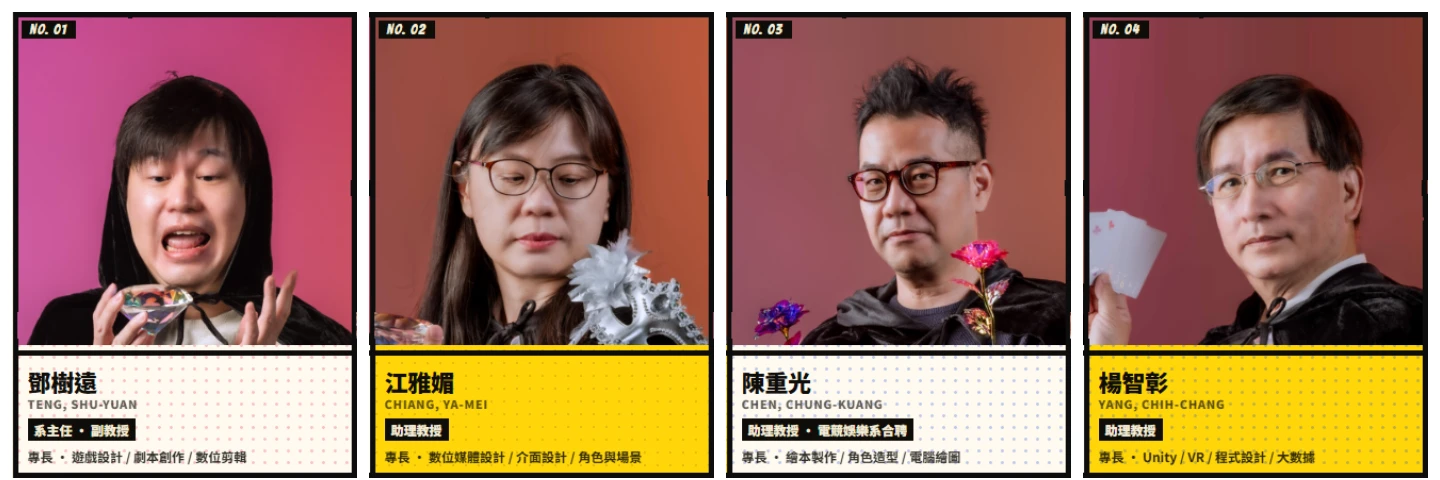 NO. 01
鄧樹遠
TENG, SHU-YUAN
系主任 · 副教授
專長 · 遊戲設計 / 劇本創作 / 數位剪輯
NO. 02
江雅媚
CHIANG, YA-MEI
助理教授
專長 · 數位媒體設計 / 介面設計 / 角色與場景
NO. 03
陳重光
CHEN, CHUNG-KUANG
助理教授 · 電競娛樂系合聘
專長 · 繪本製作 / 角色造型 / 電腦繪圖
NO. 04
楊智彰
YANG, CHIH-CHANG
助理教授
專長 · Unity / VR / 程式設計 / 大數據